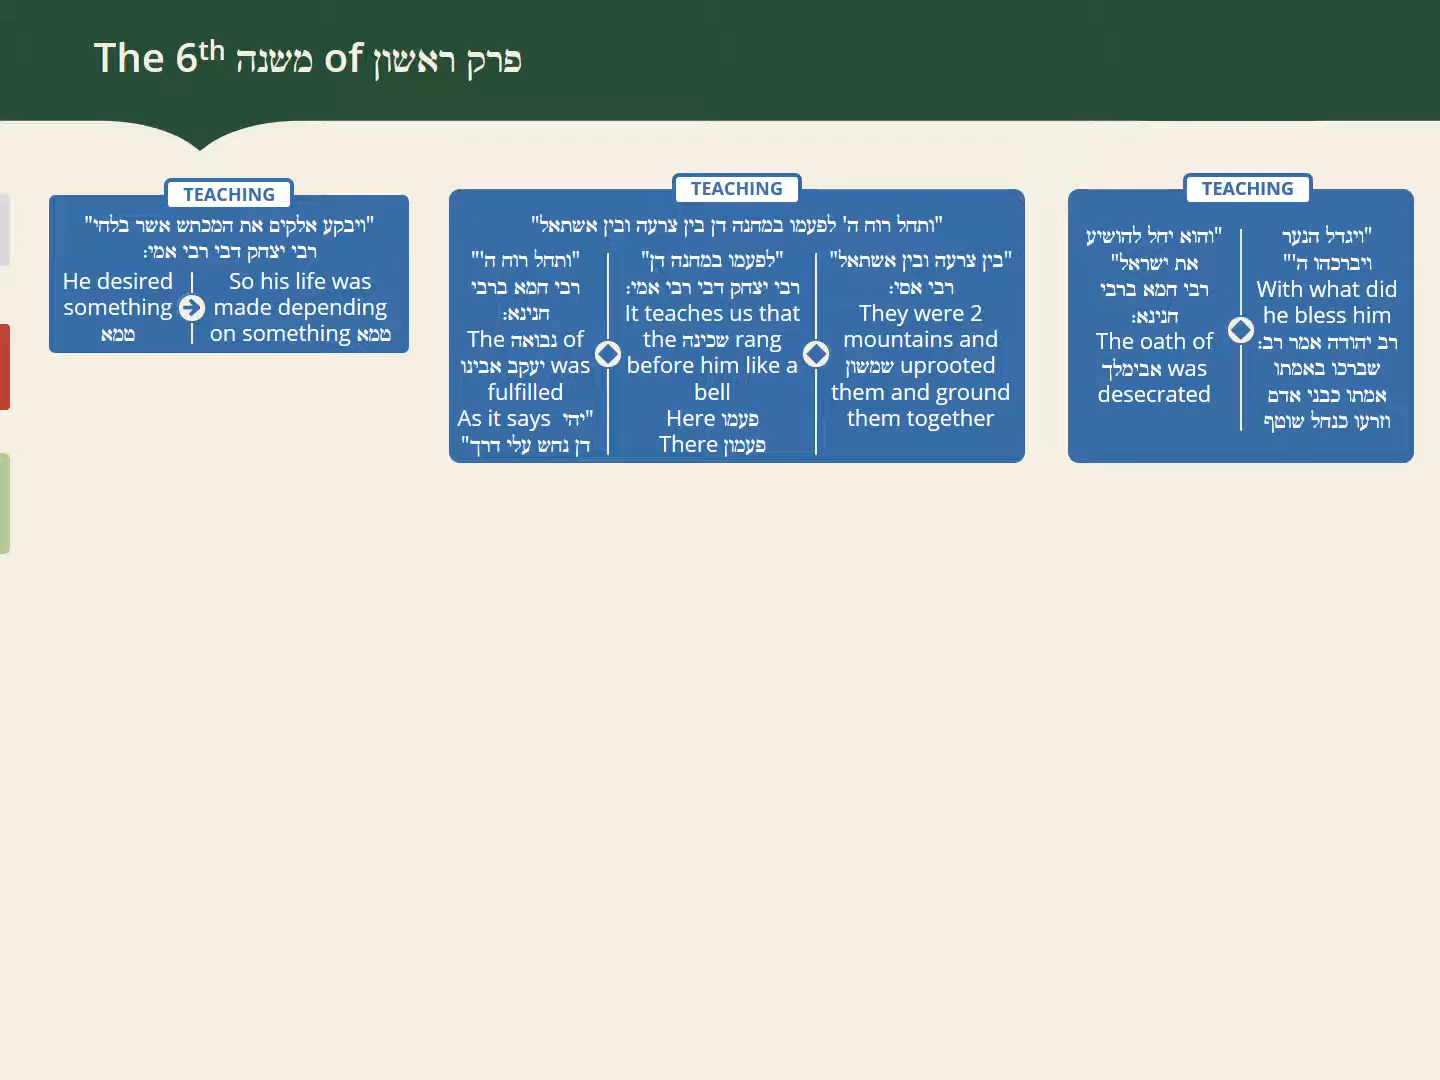 The 6th משנה of פרק ראשון
TEACHING
"ויבקע אלקים את המכתש אשר בלחי"
רבי יצחק דבי רבי אמי:
He desired
something
טמא
So his life was
made depending
on something טמא
TEACHING
"ותחל רוח ה' לפעמו במחנה דן בין צרעה ובין אשתאל"
"ותחל רוח ה'"
רבי חמא ברבי
חנינא:
The נבואה of
יעקב אבינו was
fulfilled
As it says "יהי
דן נחש עלי דרך"
"לפעמו במחנה דן"
רבי יצחק דבי רבי אמי:
It teaches us that
the שכינה rang
before him like a
bell
Here פעמו
There פעמון
"בין צרעה ובין אשתאל"
רבי אסי:
They were 2
mountains and
שמשון uprooted
them and ground
them together
TEACHING
"והוא יחל להושיע
את ישראל"
רבי חמא ברבי
חנינא:
The oath of
אבימלך was
desecrated
"ויגדל הנער
ויברכהו ה'"
With what did
he bless him
רב יהודה אמר רב:
שברכו באמתו
אמתו כבני אדם
וזרעו כנחל שוטף